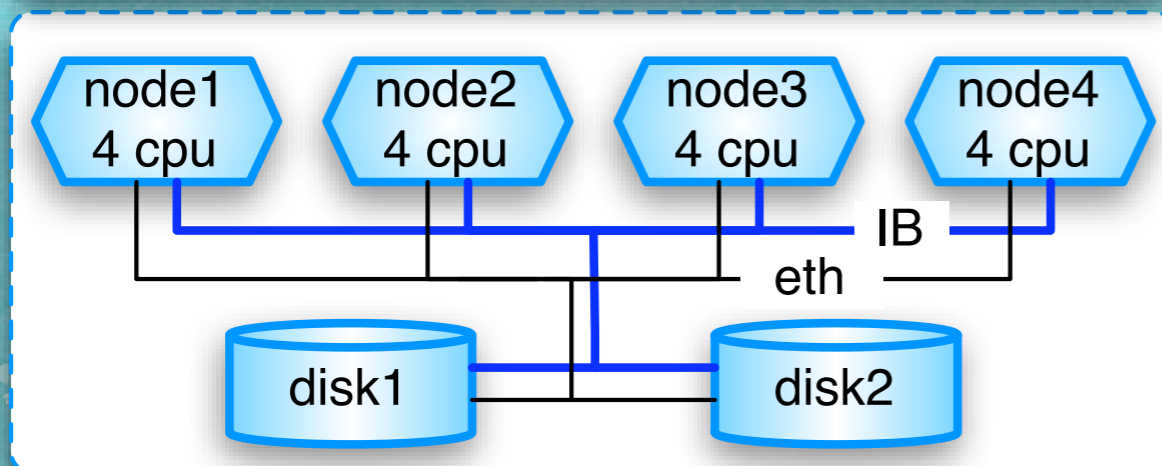 node1
4 cpu
node2
4 cpu
node3
4 cpu
node4
4 cpu
IB
eth
disk1
disk2